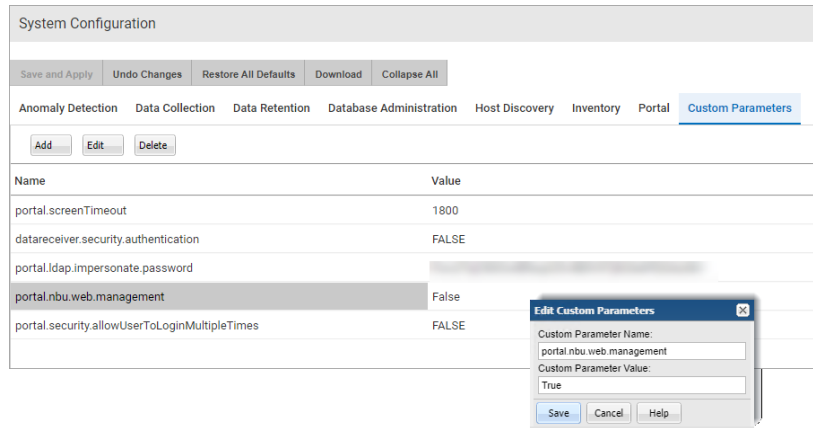 System Configuration
Save and Apply Undo Changes Restore All Defaults Download Collapse All
Anomaly Detection Data Collection Data Retention Database Administration Host Discovery Inventory Portal Custom Parameters
Add Edit Delete
Name Value
portal.screenTimeout 1800
datareceiver.security.authentication FALSE
portal.ldap.impersonate.password
portal.nbu.web.management False
portal.security.allowUserToLoginMultipleTimes FALSE
Edit Custom Parameters
Custom Parameter Name:
portal.nbu.web.management
Custom Parameter Value:
True
Save Cancel Help